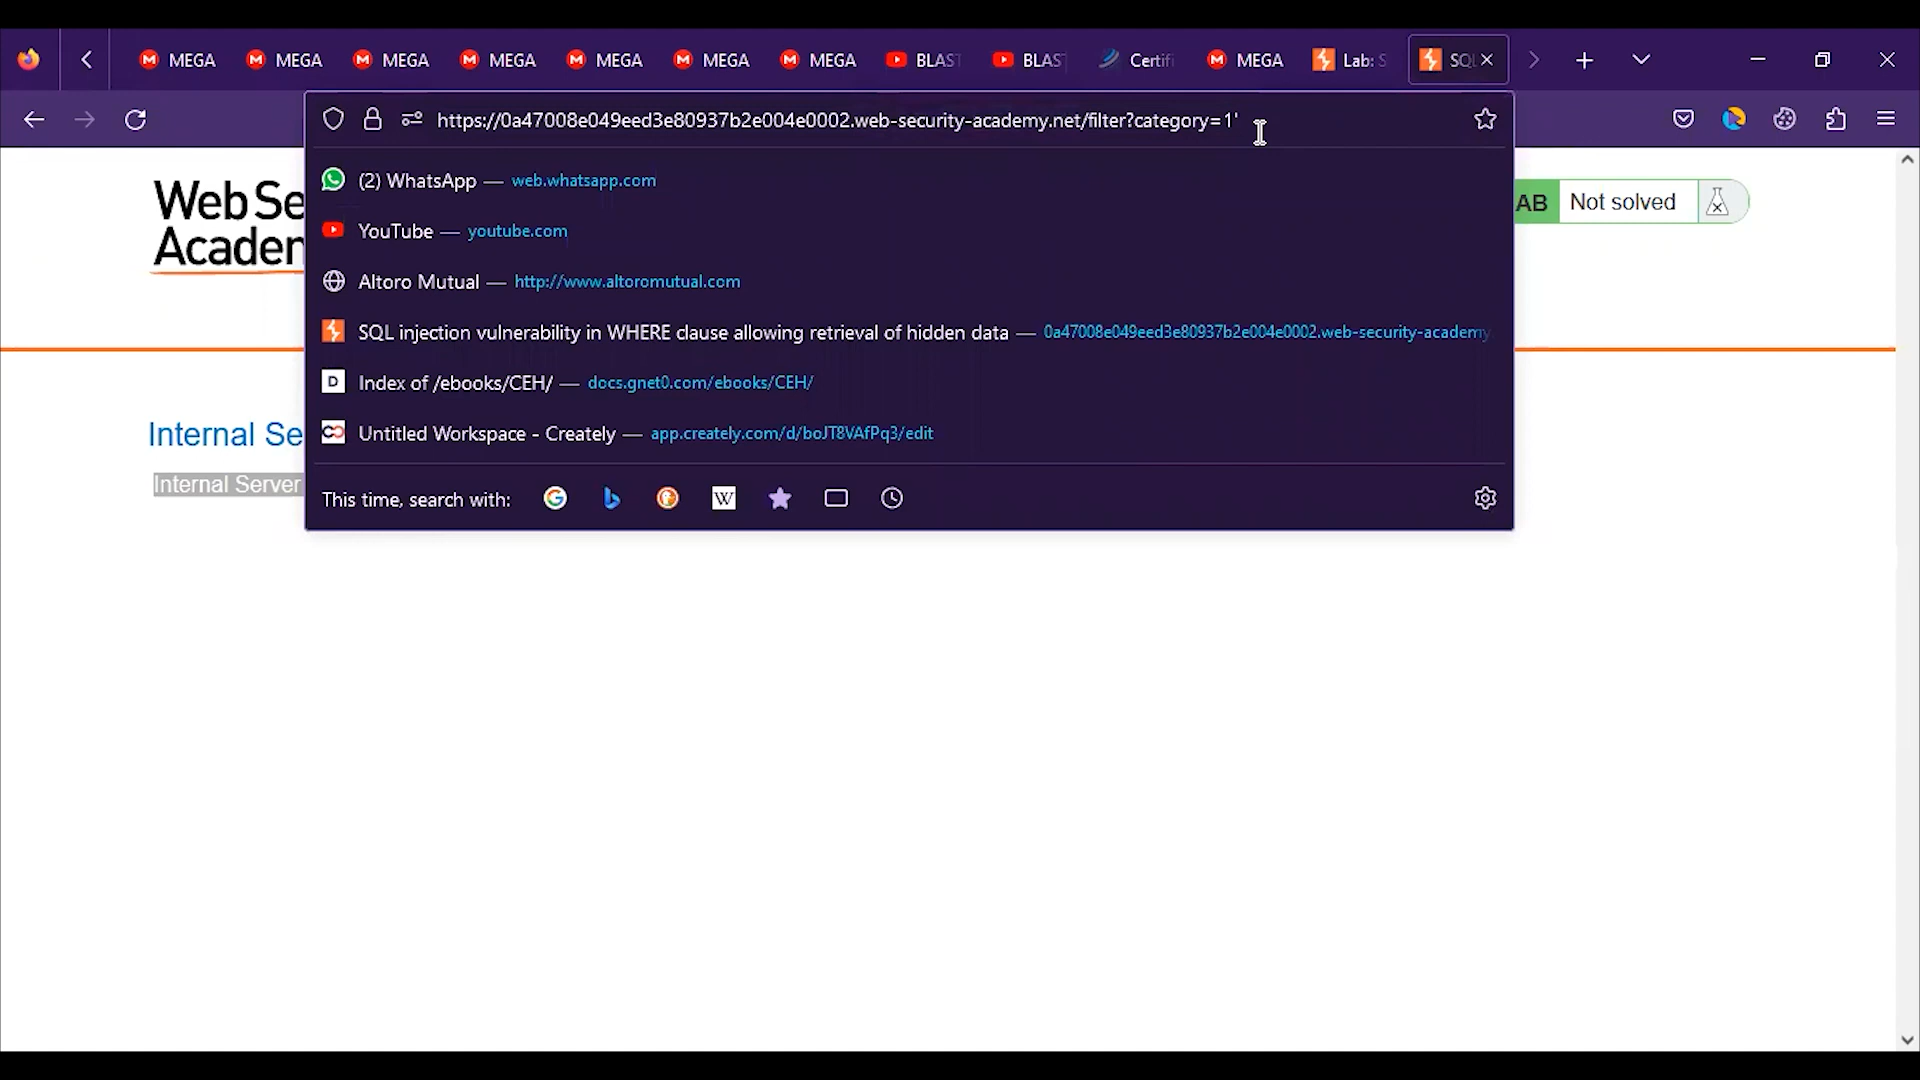 MEGA MEGA MEGA MEGA MEGA MEGA MEGA BLAS BLAS Certifi MEGA Lab: S SQL
https://0a47008e049eed3e80937b2e004e0002.web-security-academy.net/filter?category=1'
(2) WhatsApp — web.whatsapp.com
Web Se
Academ
AB Not solved
YouTube — youtube.com
Altoro Mutual — http://www.altoromutual.com
SQL injection vulnerability in WHERE clause allowing retrieval of hidden data — 0a47008e049eed3e80937b2e004e0002.web-security-academy
D Index of /ebooks/CEH/ — docs.gnet0.com/ebooks/CEH/
Internal Se
Untitled Workspace - Creately — app.creately.com/d/boJT8VAfPq3/edit
Internal Server
This time, search with: W